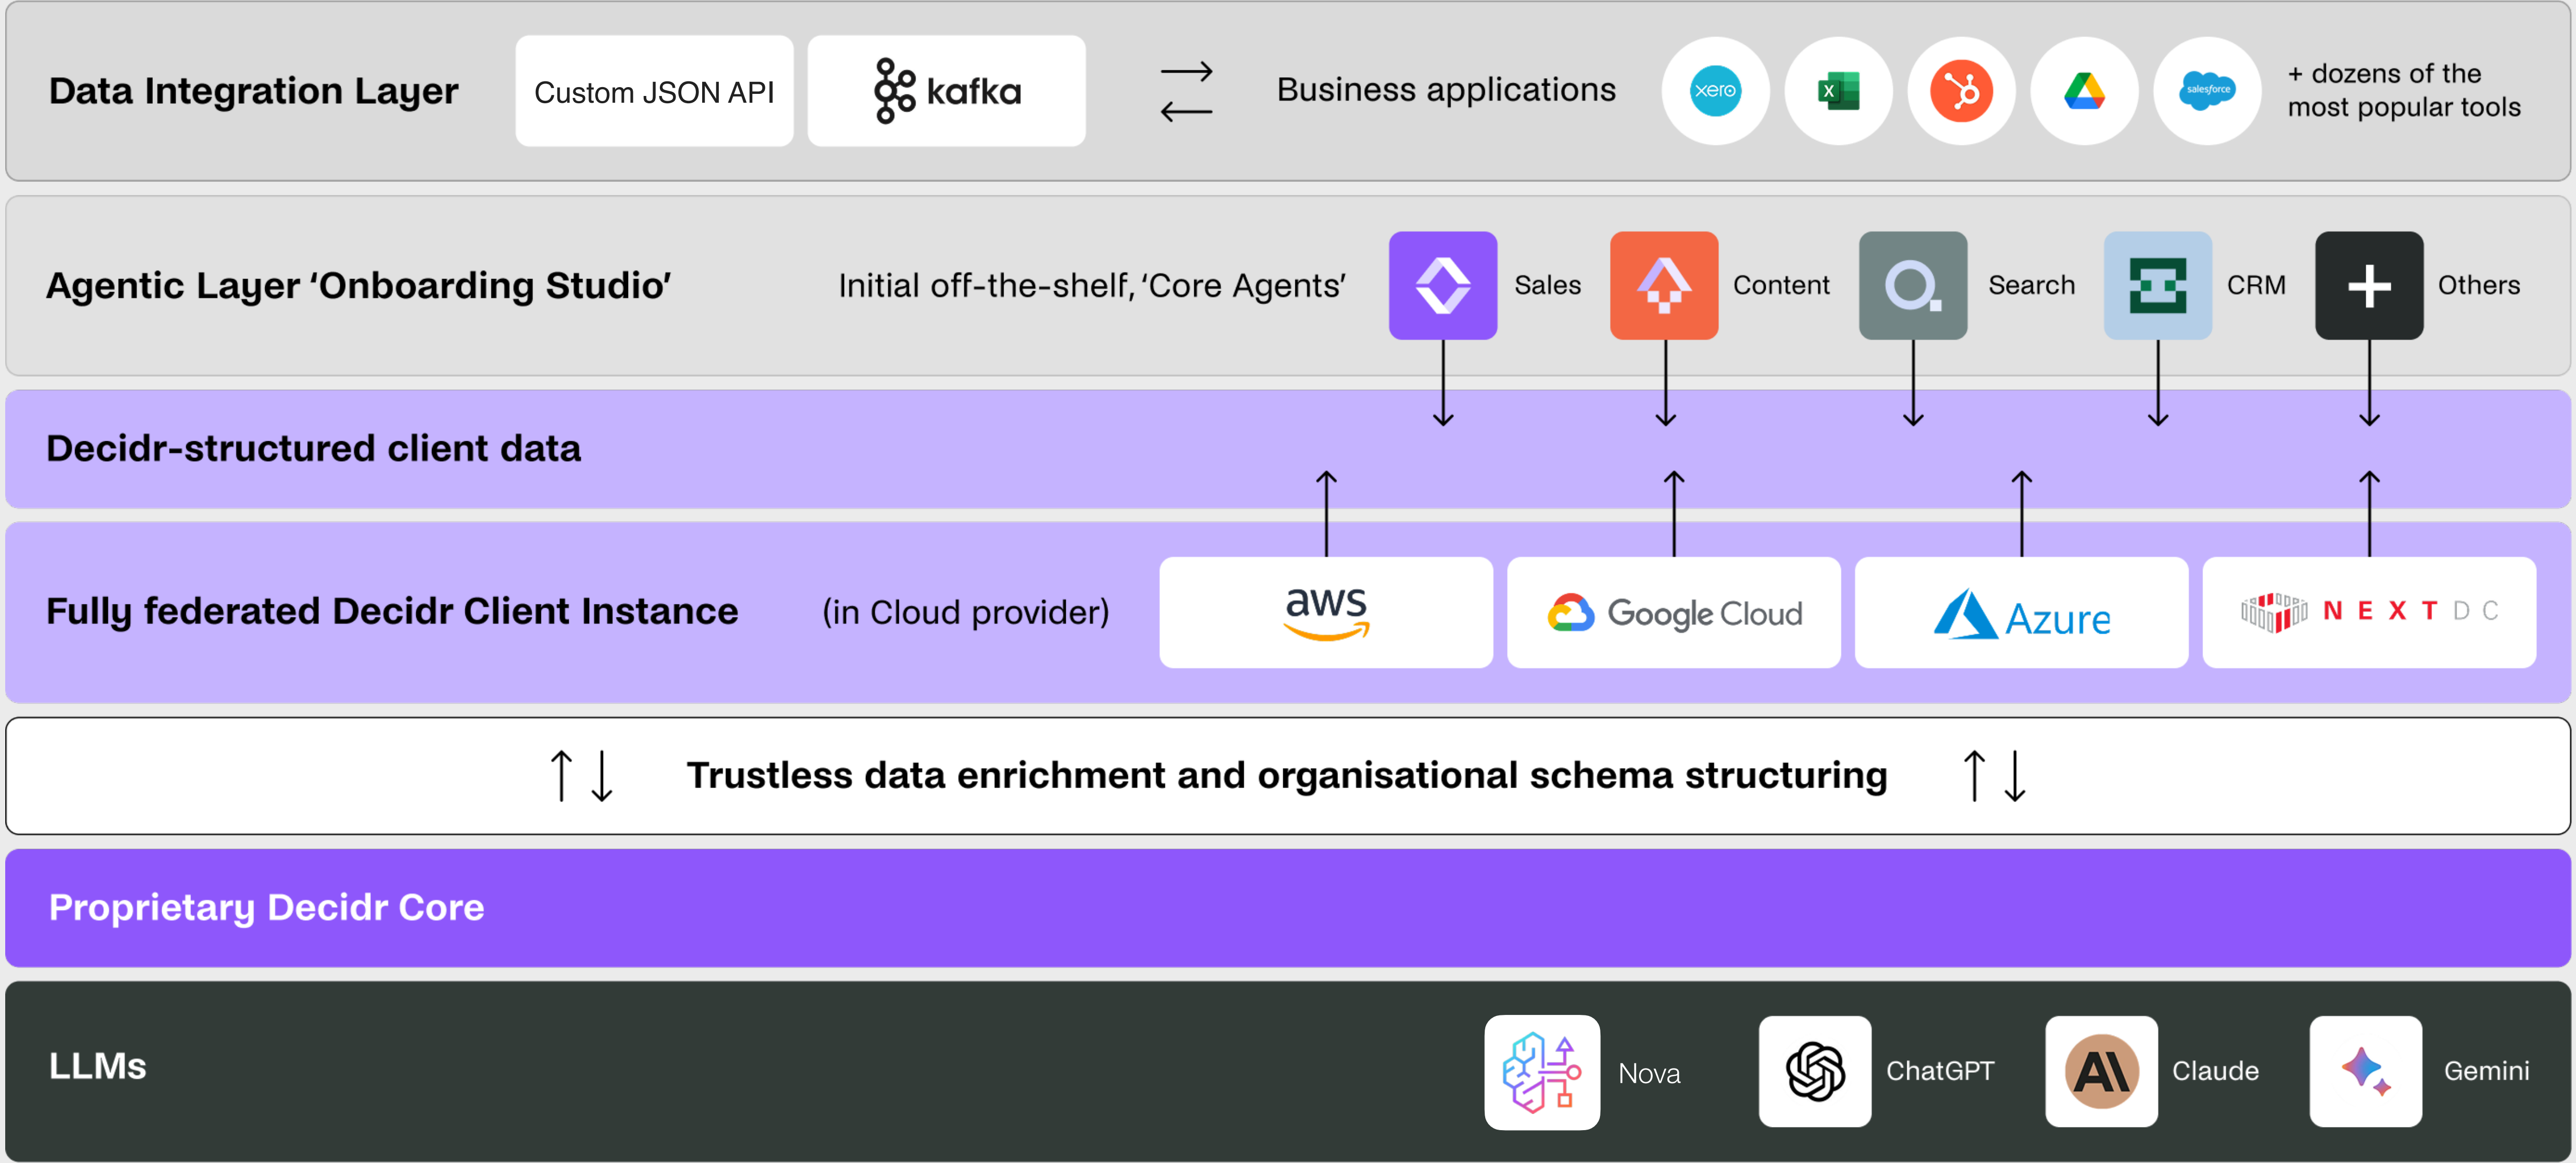 Data Integration Layer
Custom JSON API
kafka
Business applications
xero
X
salesforce
+ dozens of the
most popular tools
Agentic Layer ‘Onboarding Studio’
Initial off-the-shelf, ‘Core Agents’
Sales
Content
Search
CRM
Others
Decidr-structured client data
Fully federated Decidr Client Instance
(in Cloud provider)
aws
Google Cloud
Azure
NEXTDC
Trustless data enrichment and organisational schema structuring
Proprietary Decidr Core
LLMs
Nova
ChatGPT
AI
Claude
Gemini